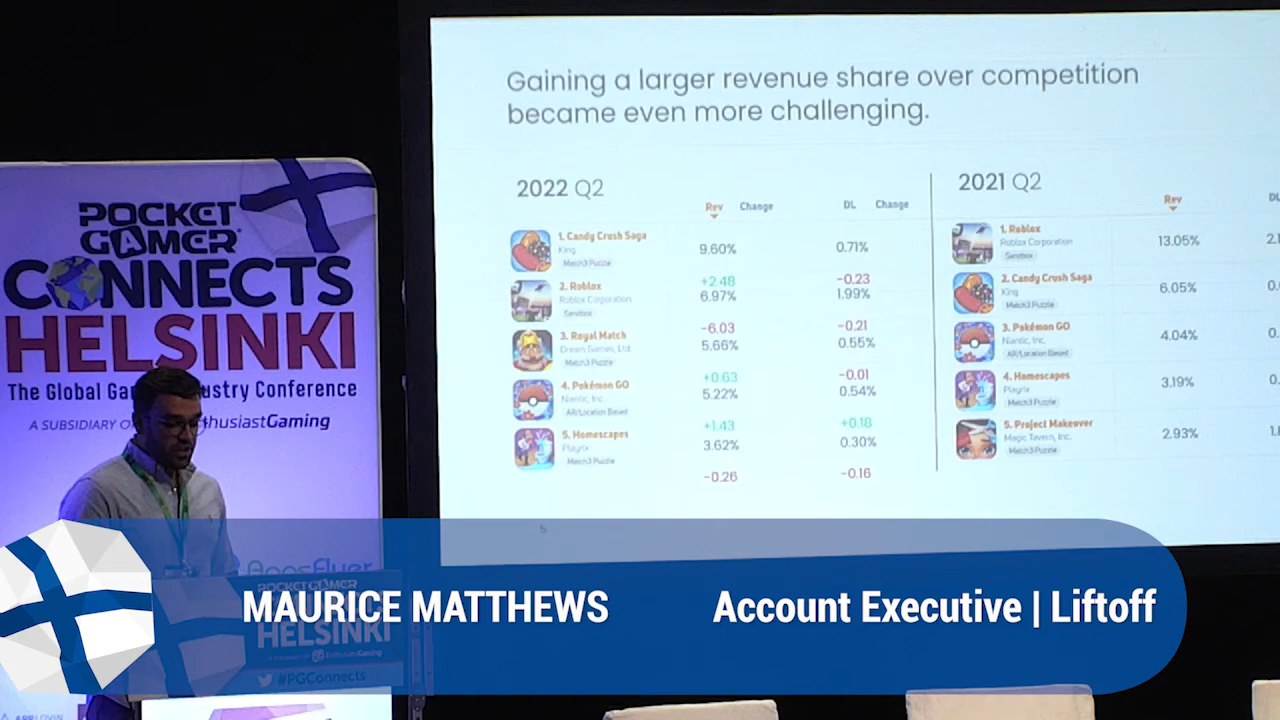 Gaining a larger revenue share over competition
became even more challenging.
2022 Q2
Rev Change DL Change
1. Candy Crush Saga
King
Match3 Puzzle
9.60% 0.71%
+2.48 −0.23
2. Roblox
Roblox Corporation
Sandbox
6.97% 1.99%
−6.03 −0.21
3. Royal Match
Dream Games, Ltd.
Match3 Puzzle
5.66% 0.55%
+0.63 −0.01
4. Pokémon GO
Niantic, Inc.
AR/Location Based
5.22% 0.54%
+1.43 +0.18
5. Homescapes
Playrix
Match3 Puzzle
3.62% 0.30%
−0.26 −0.16
2021 Q2
Rev
1. Roblox
Roblox Corporation
Sandbox
13.05%
2. Candy Crush Saga
King
Match3 Puzzle
6.05%
3. Pokémon GO
Niantic, Inc.
AR/Location Based
4.04%
4. Homescapes
Playrix
Match3 Puzzle
3.19%
5. Project Makeover
Magic Tavern, Inc.
Match3 Puzzle
2.93%
POCKET
GAMER
CONNECTS
HELSINKI
The Global Industry Conference
A SUBSIDIARY
AppsFlyer
POCKET GAMER
HELSINKI
#PGConnects
MAURICE MATTHEWS
Account Executive | Liftoff